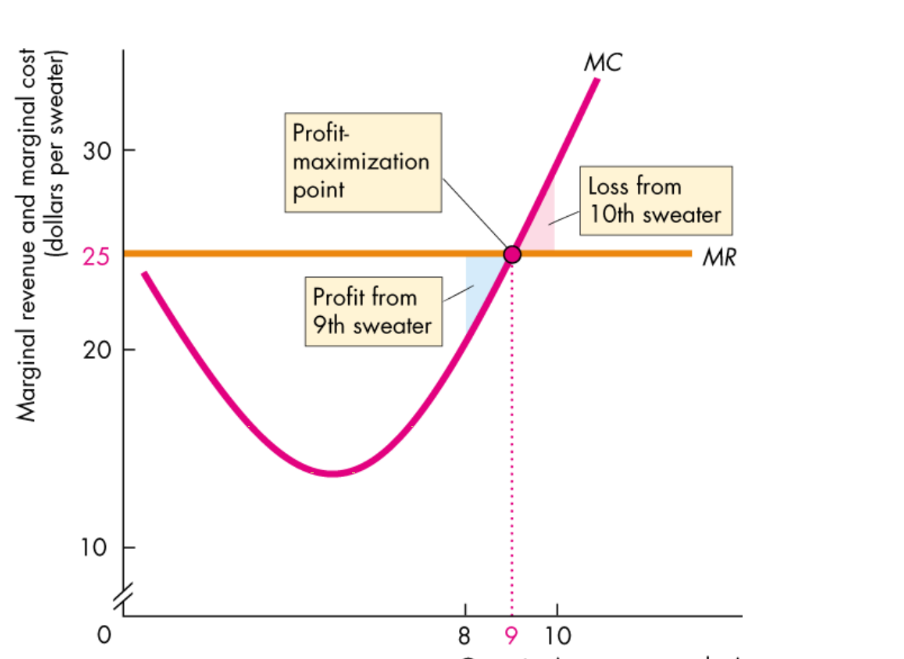 Marginal revenue and marginal cost
(dollars per sweater)
MC
Profit-
maximization
point
30
Loss from
10th sweater
25
MR
Profit from
9th sweater
20
10
0
8
9
10